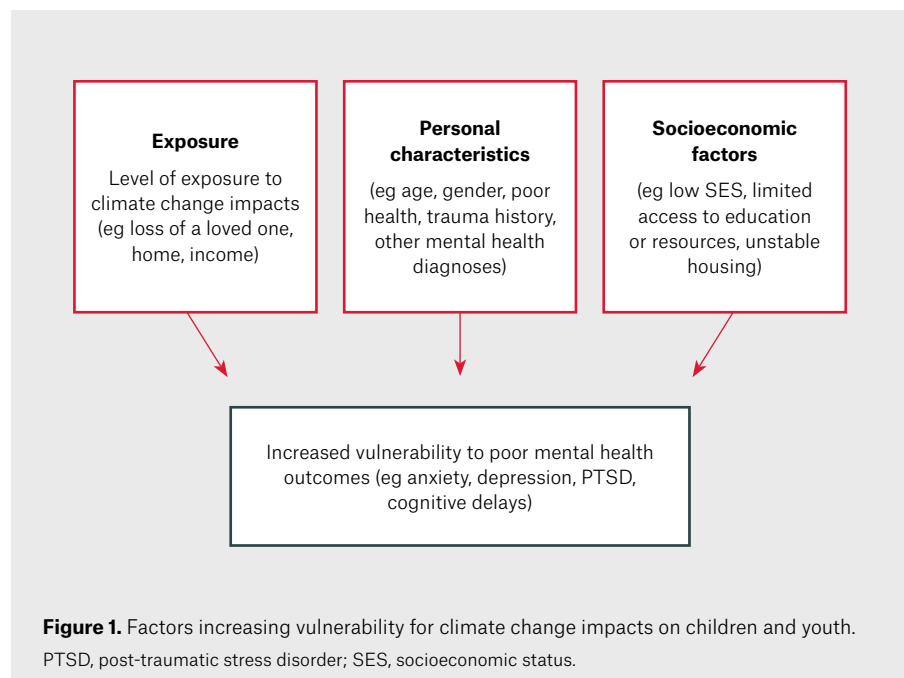 Exposure
Level of exposure to
climate change impacts
(eg loss of a loved one,
home, income)
Personal
characteristics
(eg age, gender, poor
health, trauma history,
other mental health
diagnoses)
Socioeconomic
factors
(eg low SES, limited
access to education
or resources, unstable
housing)
Increased vulnerability to poor mental health
outcomes (eg anxiety, depression, PTSD,
cognitive delays)
Figure 1. Factors increasing vulnerability for climate change impacts on children and youth.
PTSD, post-traumatic stress disorder; SES, socioeconomic status.